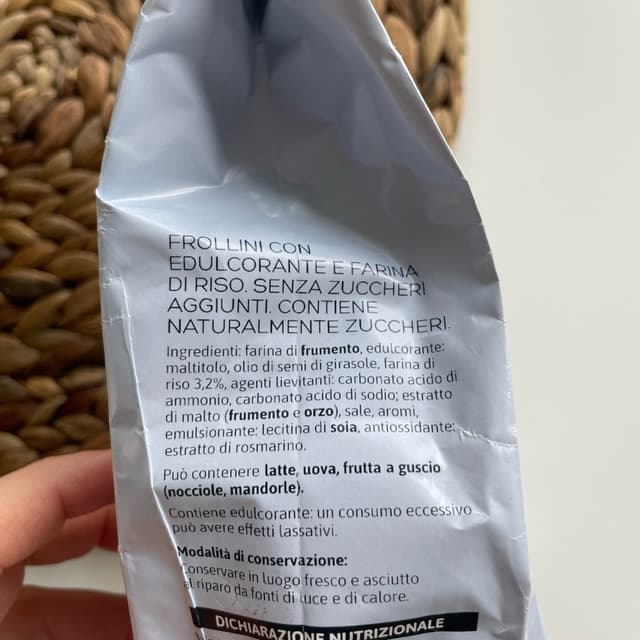 FROLLINI CON
EDULCORANTE E FARINA
DI RISO. SENZA ZUCCHERI
AGGIUNTI. CONTIENE
NATURALMENTE ZUCCHERI.
Ingredienti: farina di frumento, edulcorante:
maltitolo, olio di semi di girasole, farina di
riso 3,2%, agenti lievitanti: carbonato acido di
ammonio, carbonato acido di sodio; estratto
di malto (frumento e orzo), sale, aromi,
emulsionante: lecitina di soia, antiossidante:
estratto di rosmarino.
Può contenere latte, uova, frutta a guscio
(nocciole, mandorle).
Contiene edulcorante: un consumo eccessivo
può avere effetti lassativi.
Modalità di conservazione:
Conservare in luogo fresco e asciutto
al riparo da fonti di luce e di calore.
DICHIARAZIONE NUTRIZIONALE